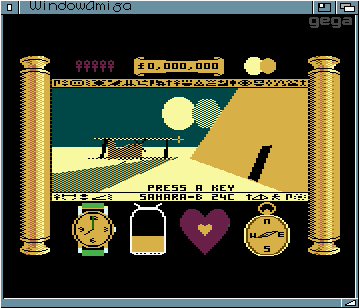 WindowAmiga
gega
£0,000,000
PRESS A KEY
SAHARA-B 24C
N
W E
S